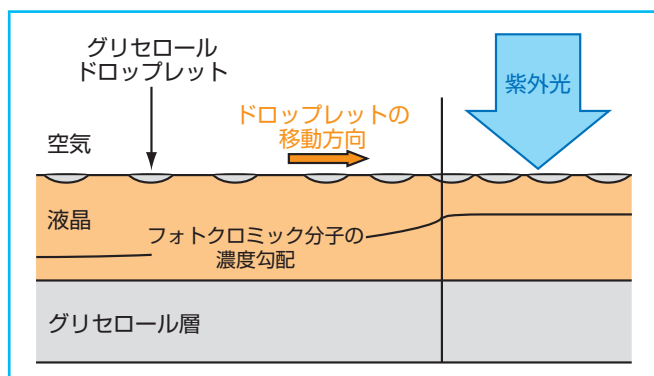 グリセロール
ドロップレット
紫外光
ドロップレットの
移動方向
空気
液晶
フォトクロミック分子の
濃度勾配
グリセロール層